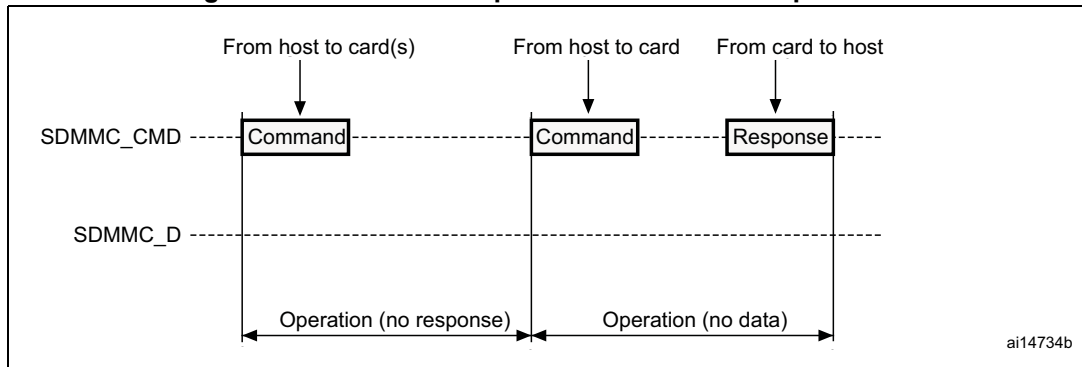 From host to card(s) From host to card From card to host
SDMMC_CMD Command Command Response
SDMMC_D
Operation (no response) Operation (no data)
ai14734b